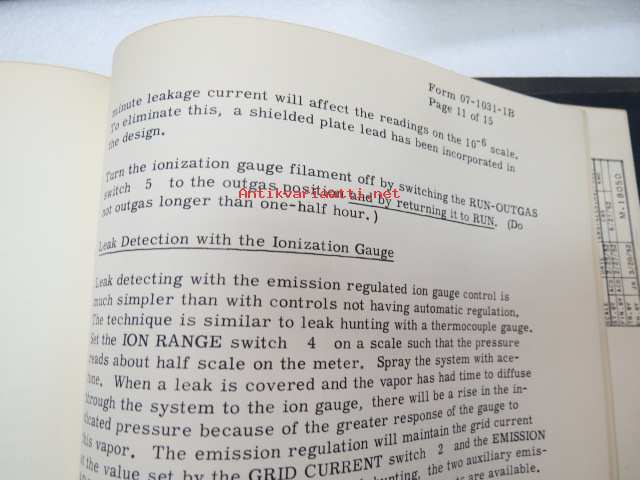 Form 07-1031-1B
Page 11 of 15
minute leakage current will affect the readings on the 10-6 scale.
To eliminate this, a shielded plate lead has been incorporated in
the design.
Turn the ionization gauge filament off by switching the RUN-OUTGAS
switch 5 to the outgas position and by returning it to RUN. (Do
not outgas longer than one-half hour.)
Antikvariaatti.net
Leak Detection with the Ionization Gauge
Leak detecting with the emission regulated ion gauge control is
much simpler than with controls not having automatic regulation.
The technique is similar to leak hunting with a thermocouple gauge.
Set the ION RANGE switch 4 on a scale such that the pressure
reads about half scale on the meter. Spray the system with ace-
tone. When a leak is covered and the vapor has had time to diffuse
through the system to the ion gauge, there will be a rise in the in-
dicated pressure because of the greater response of the gauge to
this vapor. The emission regulation will maintain the grid current
at the value set by the GRID CURRENT switch 2 and the EMISSION
hunting, the two auxiliary emis-
are available.
M-18050